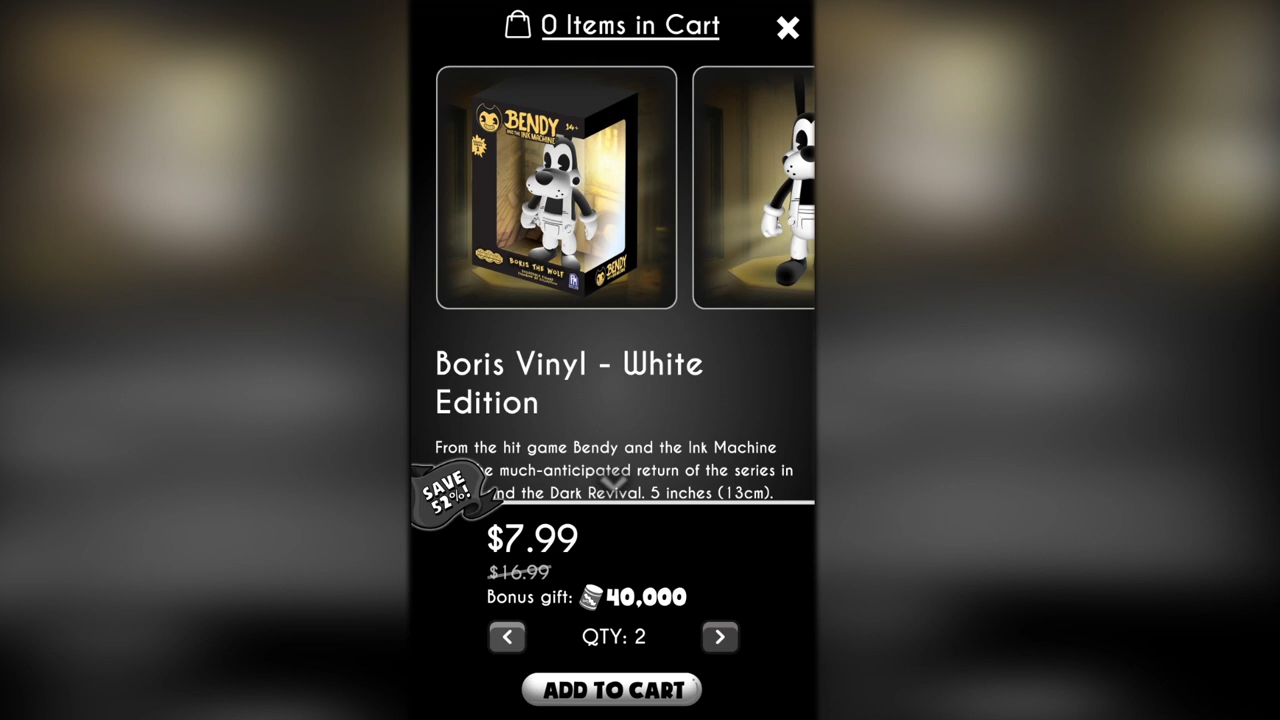 0 Items in Cart
BENDY
AND THE INK MACHINE
14+
BORIS THE WOLF
BENDY
Boris Vinyl - White
Edition
From the hit game Bendy and the Ink Machine
e much-anticipated return of the series in
nd the Dark Revival. 5 inches (13cm).
SAVE
52%!
$7.99
$16.99
Bonus gift: 40,000
< QTY: 2 >
ADD TO CART